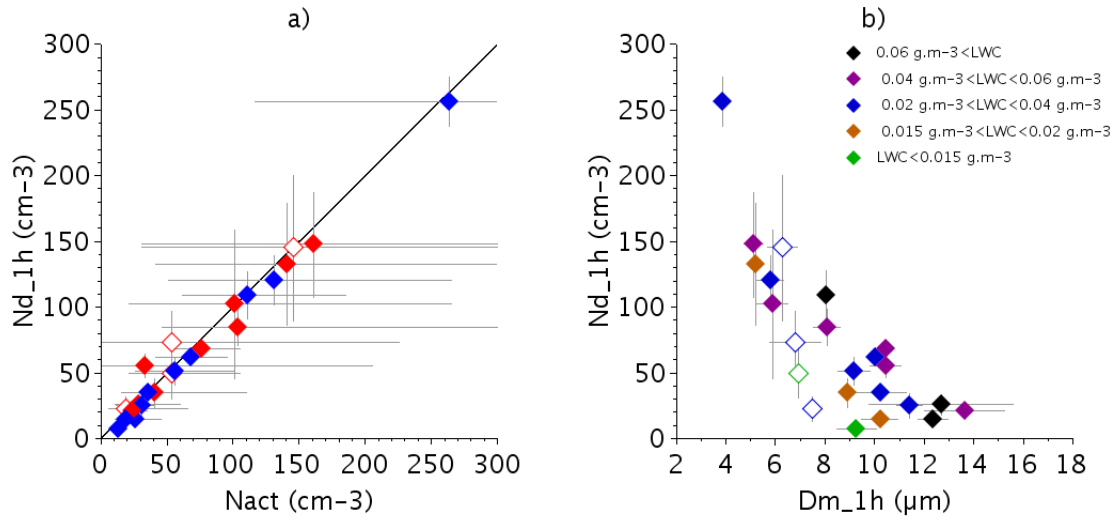 a)
300
250
200
150
100
50
0
Nd_1h (cm-3)
0 50 100 150 200 250 300
Nact (cm-3)
b)
300
250
200
150
100
50
0
Nd_1h (cm-3)
0.06 g.m-3<LWC
0.04 g.m-3<LWC<0.06 g.m-3
0.02 g.m-3<LWC<0.04 g.m-3
0.015 g.m-3<LWC<0.02 g.m-3
LWC<0.015 g.m-3
2 4 6 8 10 12 14 16 18
Dm_1h (μm)